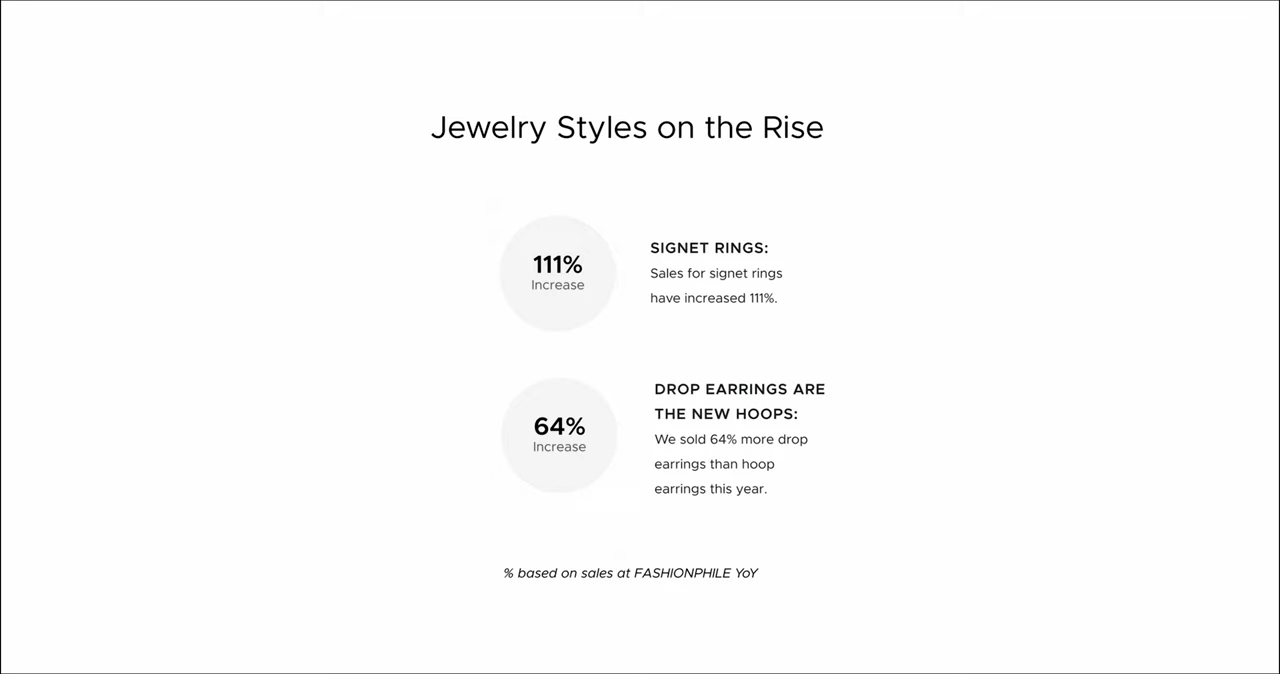 Jewelry Styles on the Rise
111%
Increase
SIGNET RINGS:
Sales for signet rings
have increased 111%.
64%
Increase
DROP EARRINGS ARE
THE NEW HOOPS:
We sold 64% more drop
earrings than hoop
earrings this year.
% based on sales at FASHIONPHILE YoY